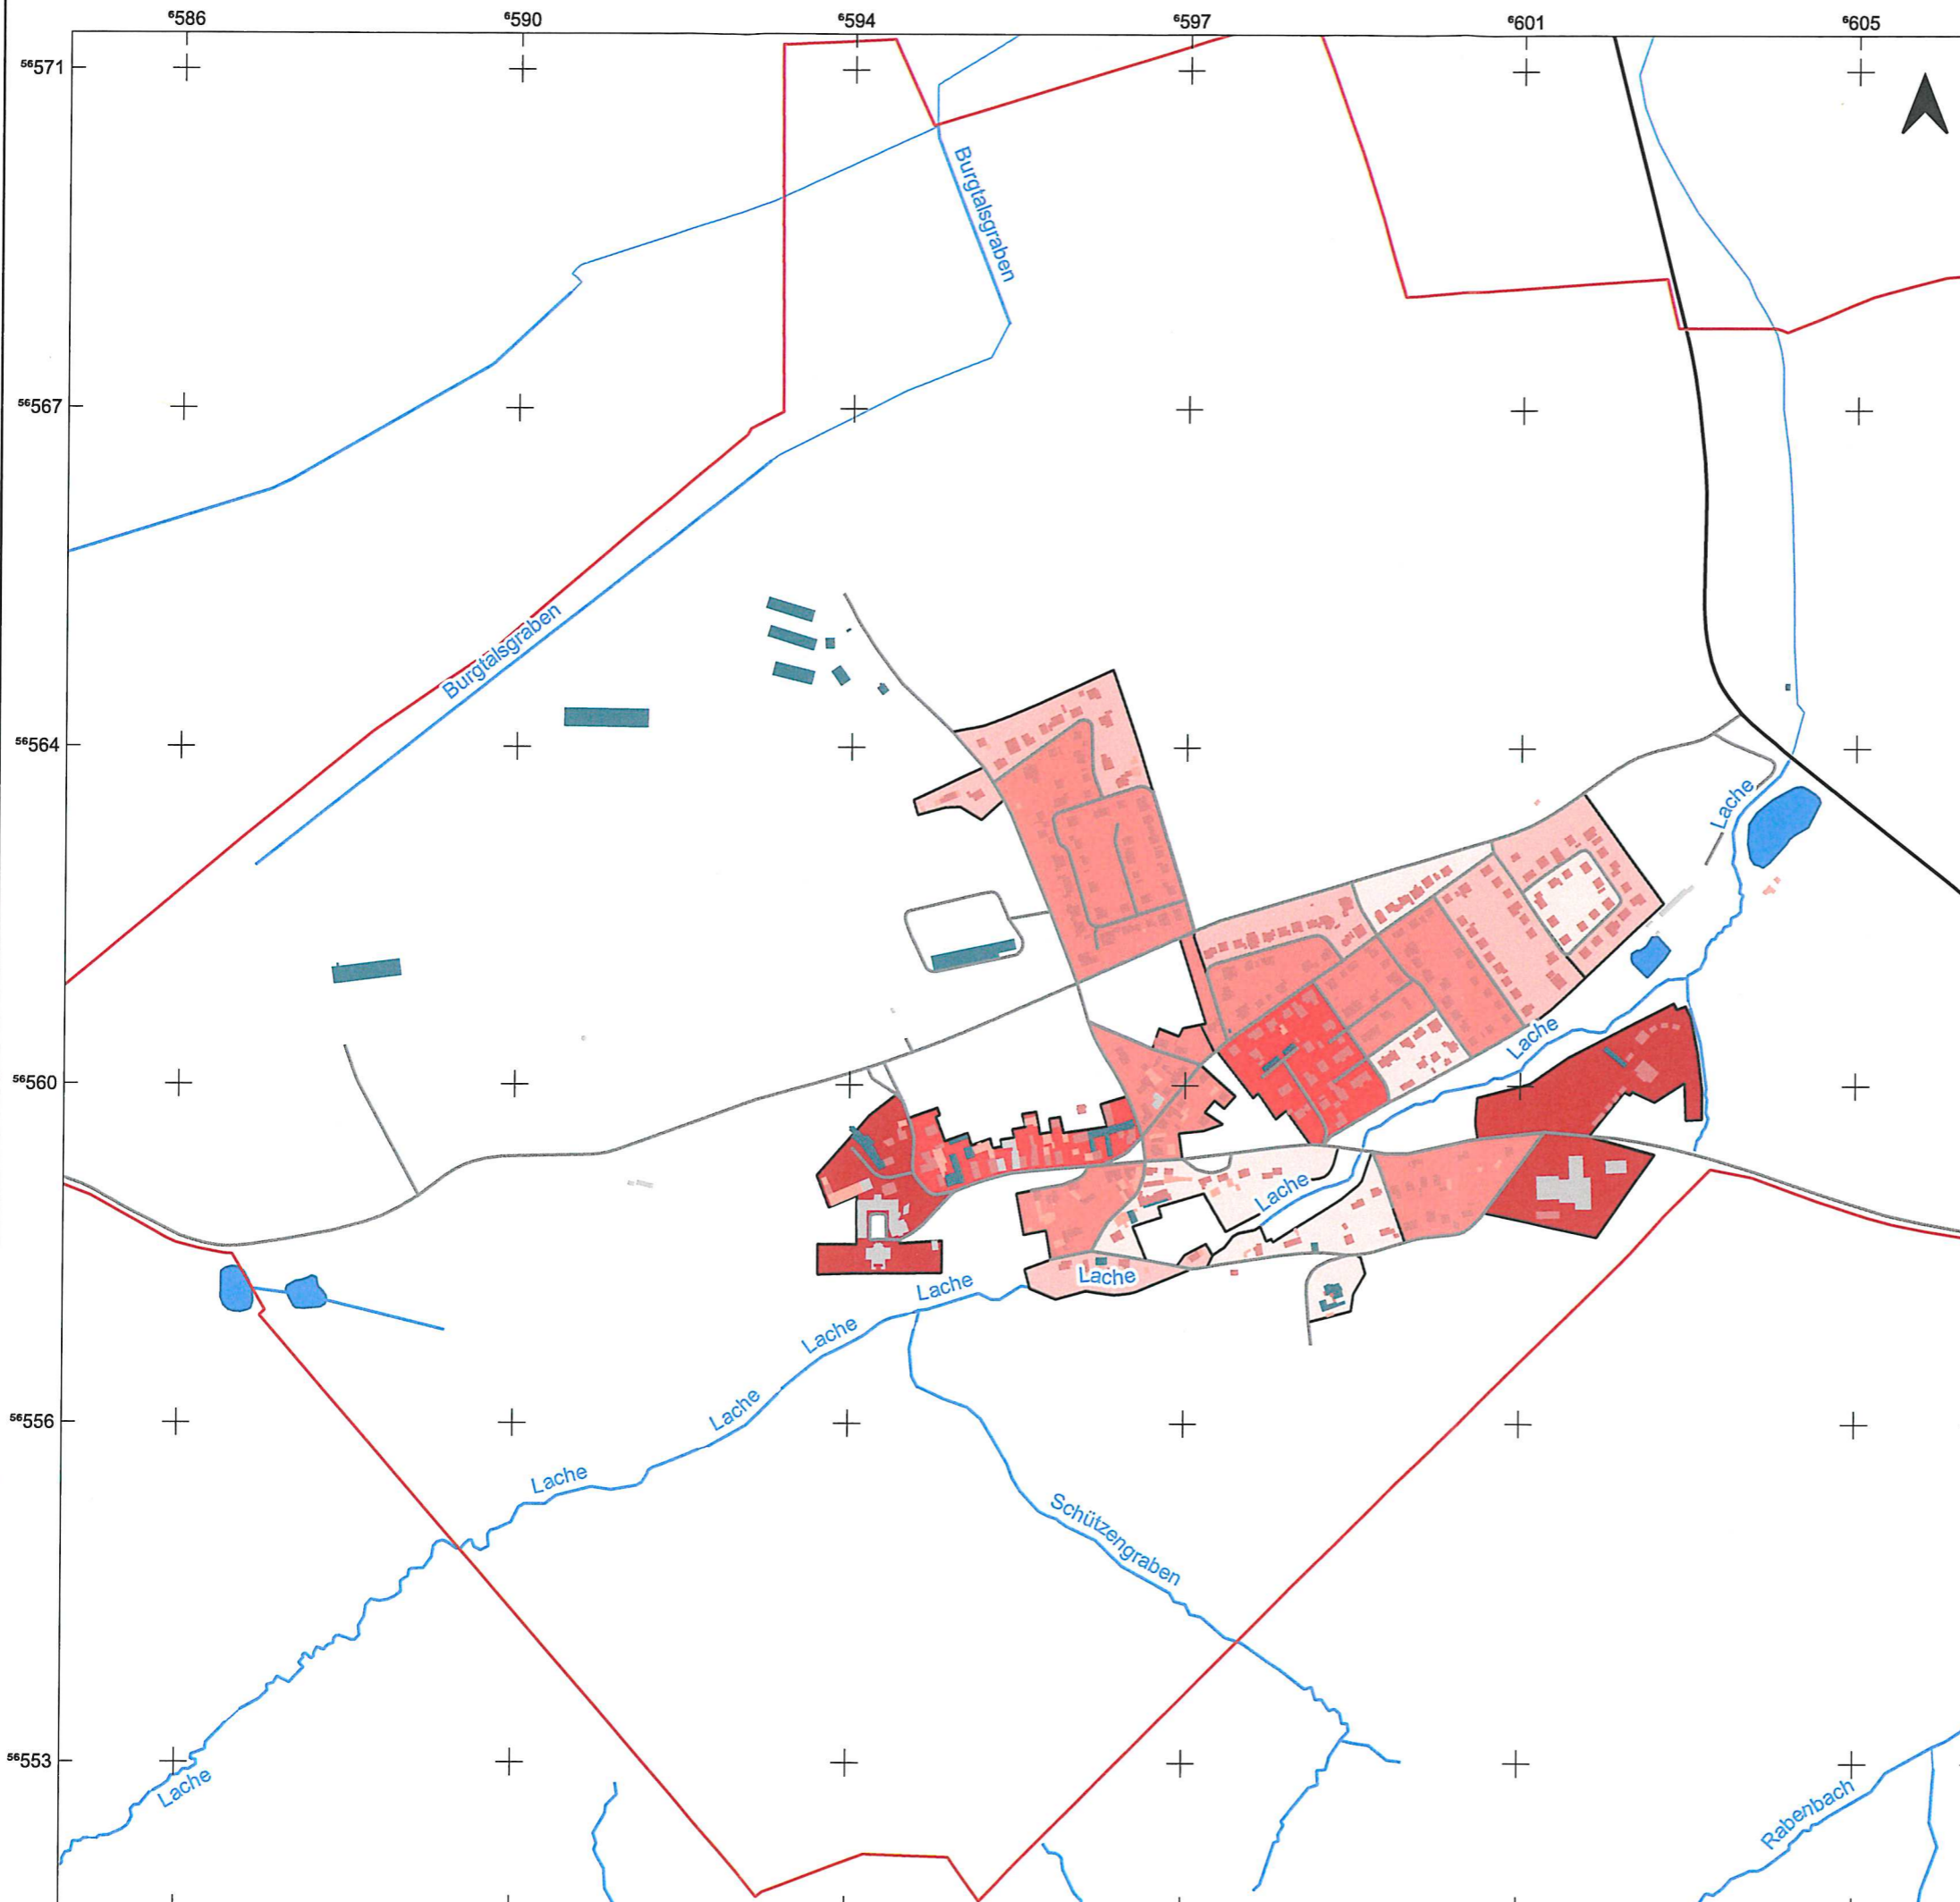 ⁶586 ⁶590 ⁶594 ⁶597 ⁶601 ⁶605
⁵⁶571
Burgtalsgraben
⁵⁶567
Burgtalsgraben
⁵⁶564
Lache
Lache
⁵⁶560
Lache
Lache
Lache
Lache
Lache
⁵⁶556
Lache
Schützengraben
⁵⁶553
Lache
Rabenbach